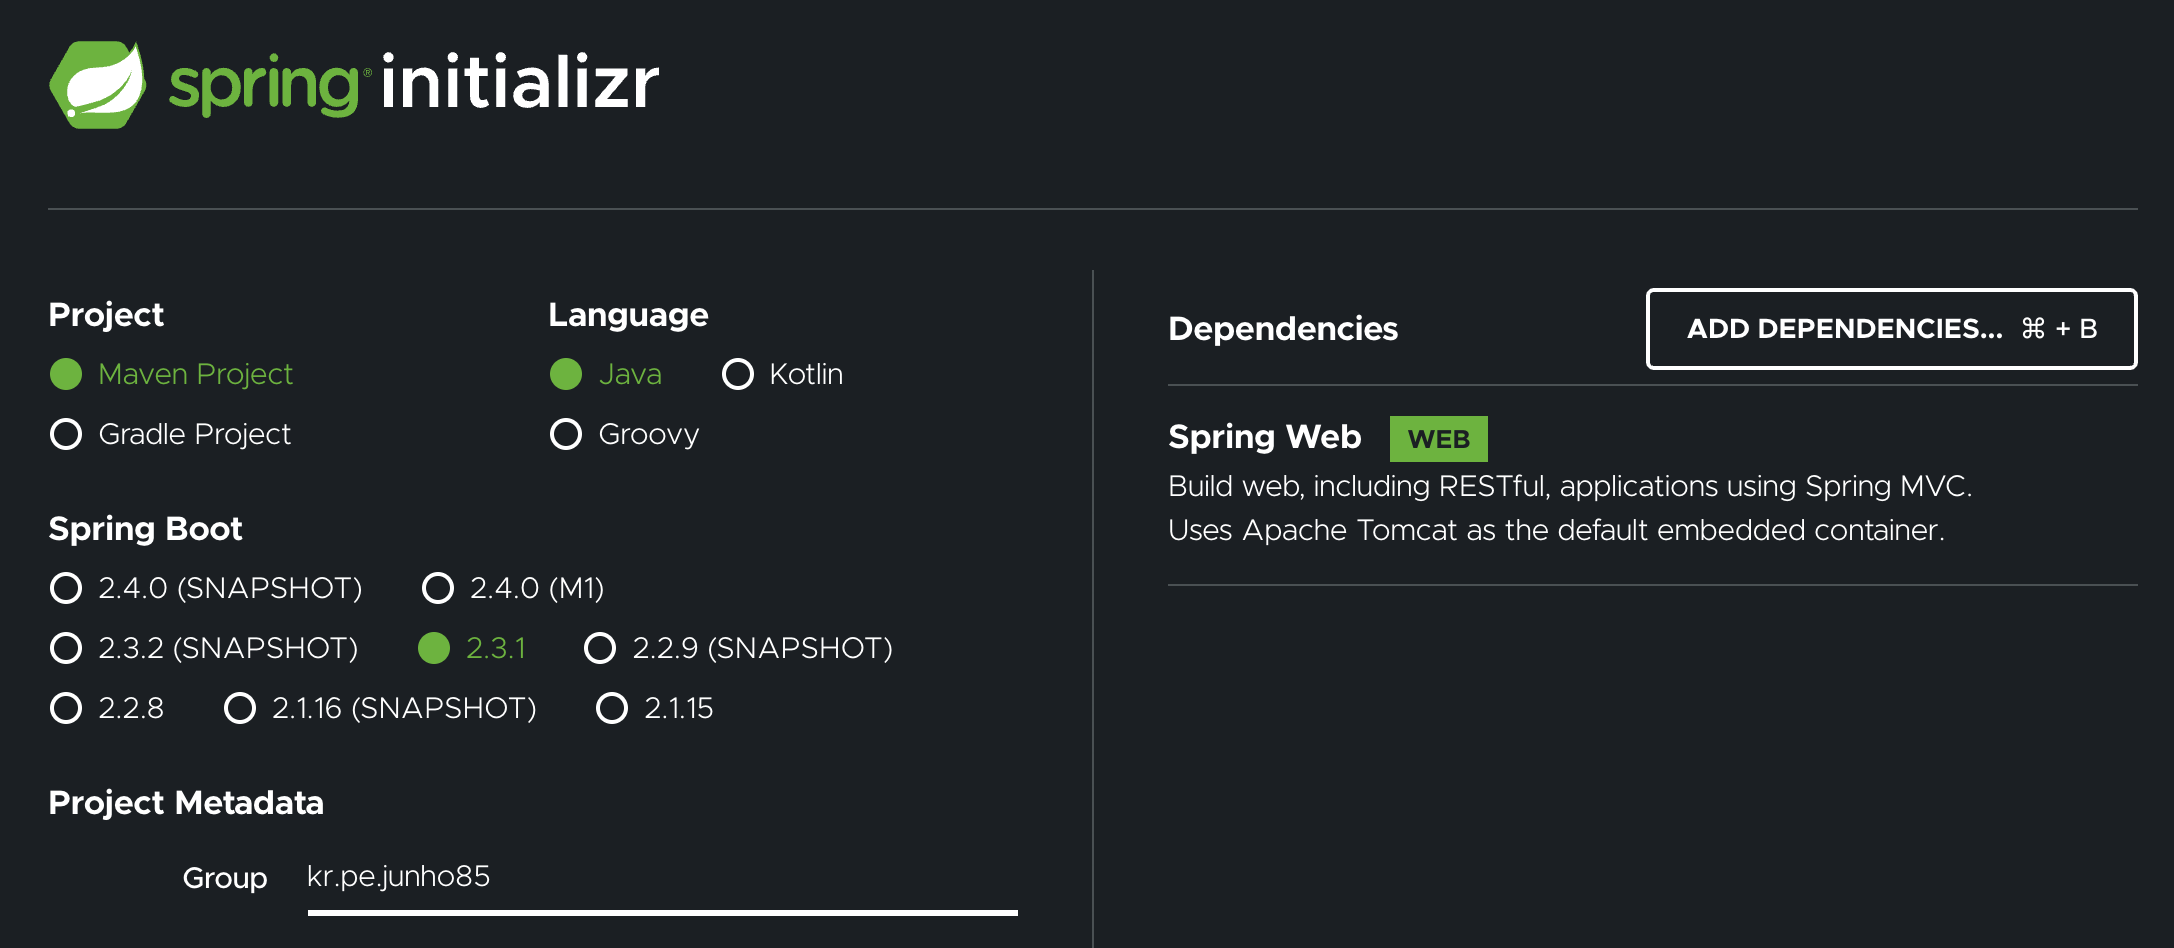 spring® initializr
Project
Maven Project
Gradle Project
Language
Java Kotlin
Groovy
Spring Boot
2.4.0 (SNAPSHOT) 2.4.0 (M1)
2.3.2 (SNAPSHOT) 2.3.1 2.2.9 (SNAPSHOT)
2.2.8 2.1.16 (SNAPSHOT) 2.1.15
Project Metadata
Group kr.pe.junho85
Dependencies ADD DEPENDENCIES... ⌘ + B
Spring Web WEB
Build web, including RESTful, applications using Spring MVC.
Uses Apache Tomcat as the default embedded container.